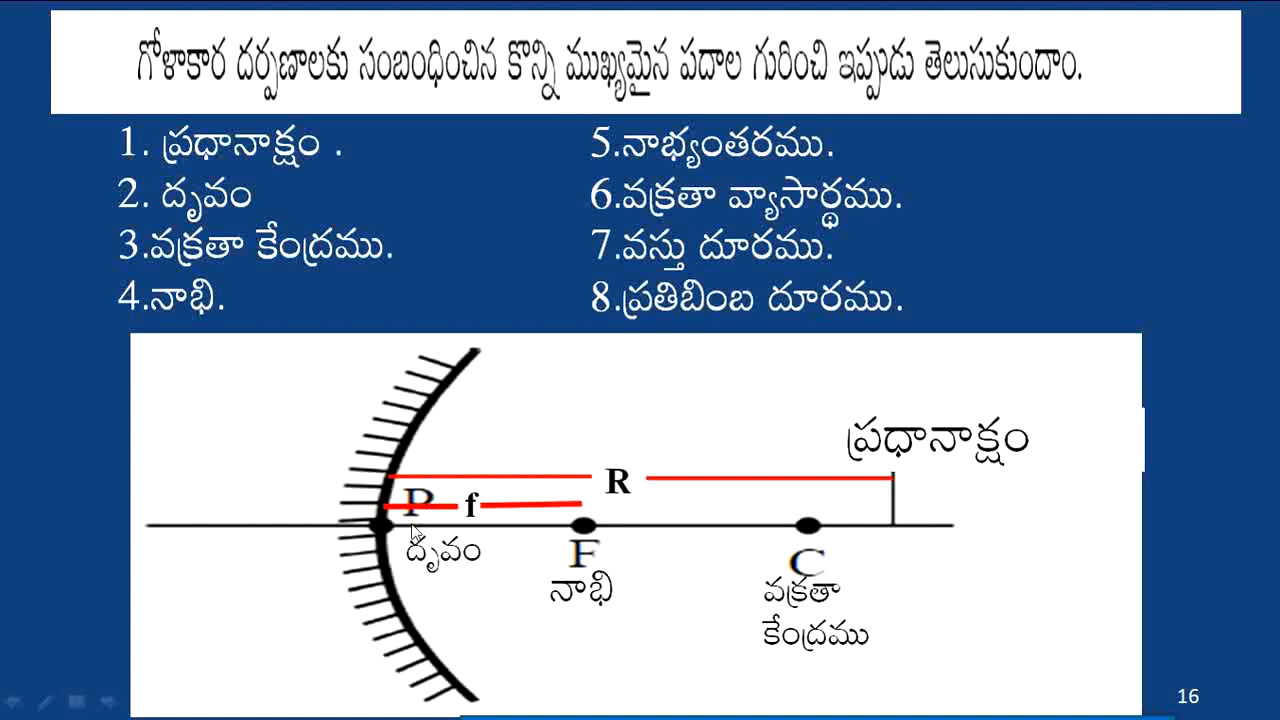 గోళాకార దర్పణాలకు సంబంధించిన కొన్ని ముఖ్యమైన పదాల గురించి ఇప్పుడు తెలుసుకుందాం.
1. ప్రధానాక్షం .
2. దృవం
3.వక్రతా కేంద్రము.
4.నాభి.
5.నాభ్యంతరము.
6.వక్రతా వ్యాసార్థము.
7.వస్తు దూరము.
8.ప్రతిబింబ దూరము.
ప్రధానాక్షం
R
P
f
దృవం
F
నాభి
C
వక్రతా
కేంద్రము
16